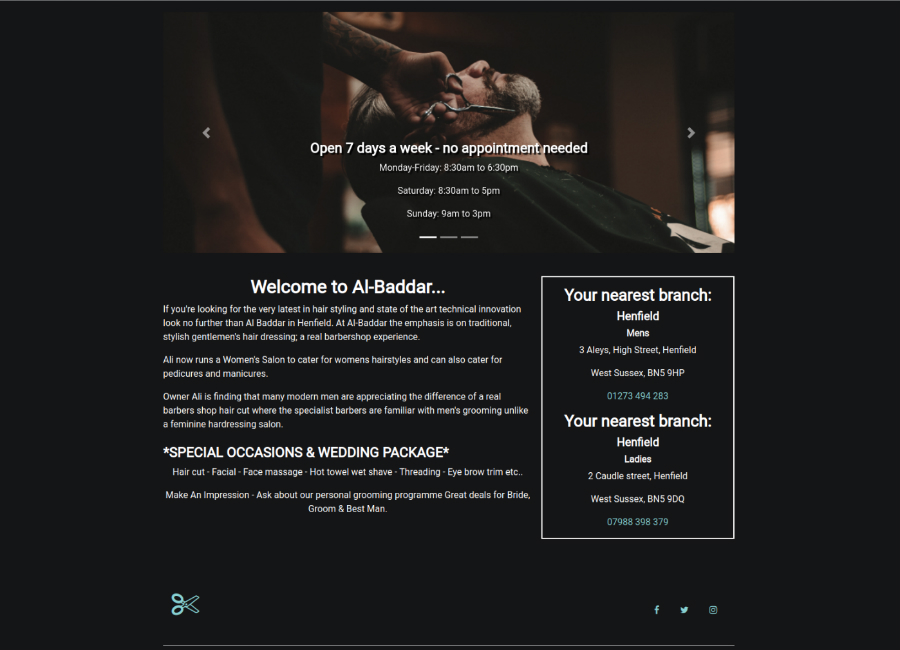 Open 7 days a week - no appointment needed
Monday-Friday: 8:30am to 6:30pm
Saturday: 8:30am to 5pm
Sunday: 9am to 3pm
Welcome to Al-Baddar...
If you're looking for the very latest in hair styling and state of the art technical innovation
look no further than Al Baddar in Henfield. At Al-Baddar the emphasis is on traditional,
stylish gentlemen's hair dressing; a real barbershop experience.
Ali now runs a Women's Salon to cater for womens hairstyles and can also cater for
pedicures and manicures.
Owner Ali is finding that many modern men are appreciating the difference of a real
barbers shop hair cut where the specialist barbers are familiar with men's grooming unlike
a feminine hardressing salon.
*SPECIAL OCCASIONS & WEDDING PACKAGE*
Hair cut - Facial - Face massage - Hot towel wet shave - Threading - Eye brow trim etc..
Make An Impression - Ask about our personal grooming programme Great deals for Bride,
Groom & Best Man.
Your nearest branch:
Henfield
Mens
3 Aleys, High Street, Henfield
West Sussex, BN5 9HP
01273 494 283
Your nearest branch:
Henfield
Ladies
2 Caudle street, Henfield
West Sussex, BN5 9DQ
07988 398 379